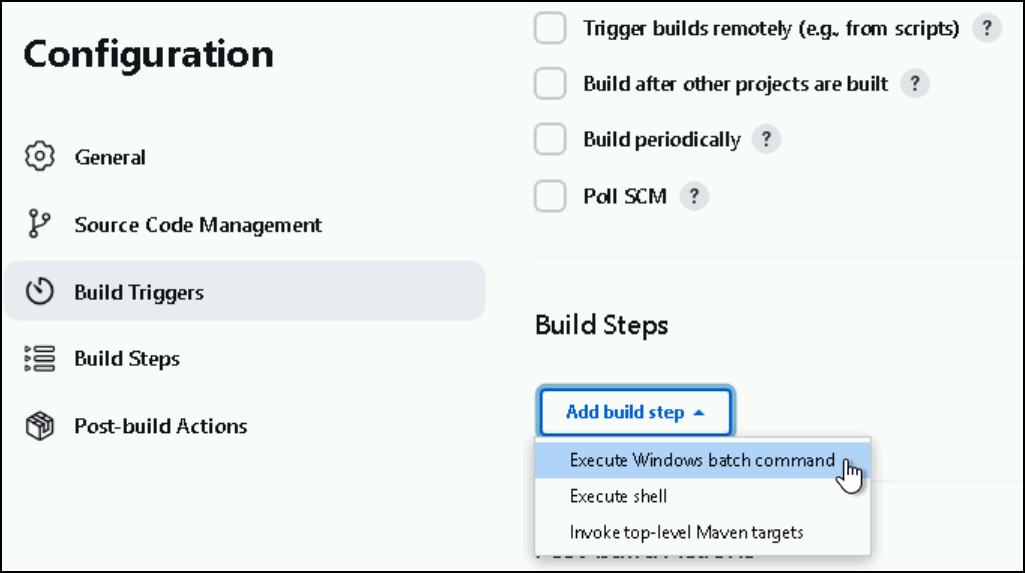 Configuration
General
Source Code Management
Build Triggers
Build Steps
Post-build Actions
Trigger builds remotely (e.g., from scripts) ?
Build after other projects are built ?
Build periodically ?
Poll SCM ?
Build Steps
Add build step
Execute Windows batch command
Execute shell
Invoke top-level Maven targets